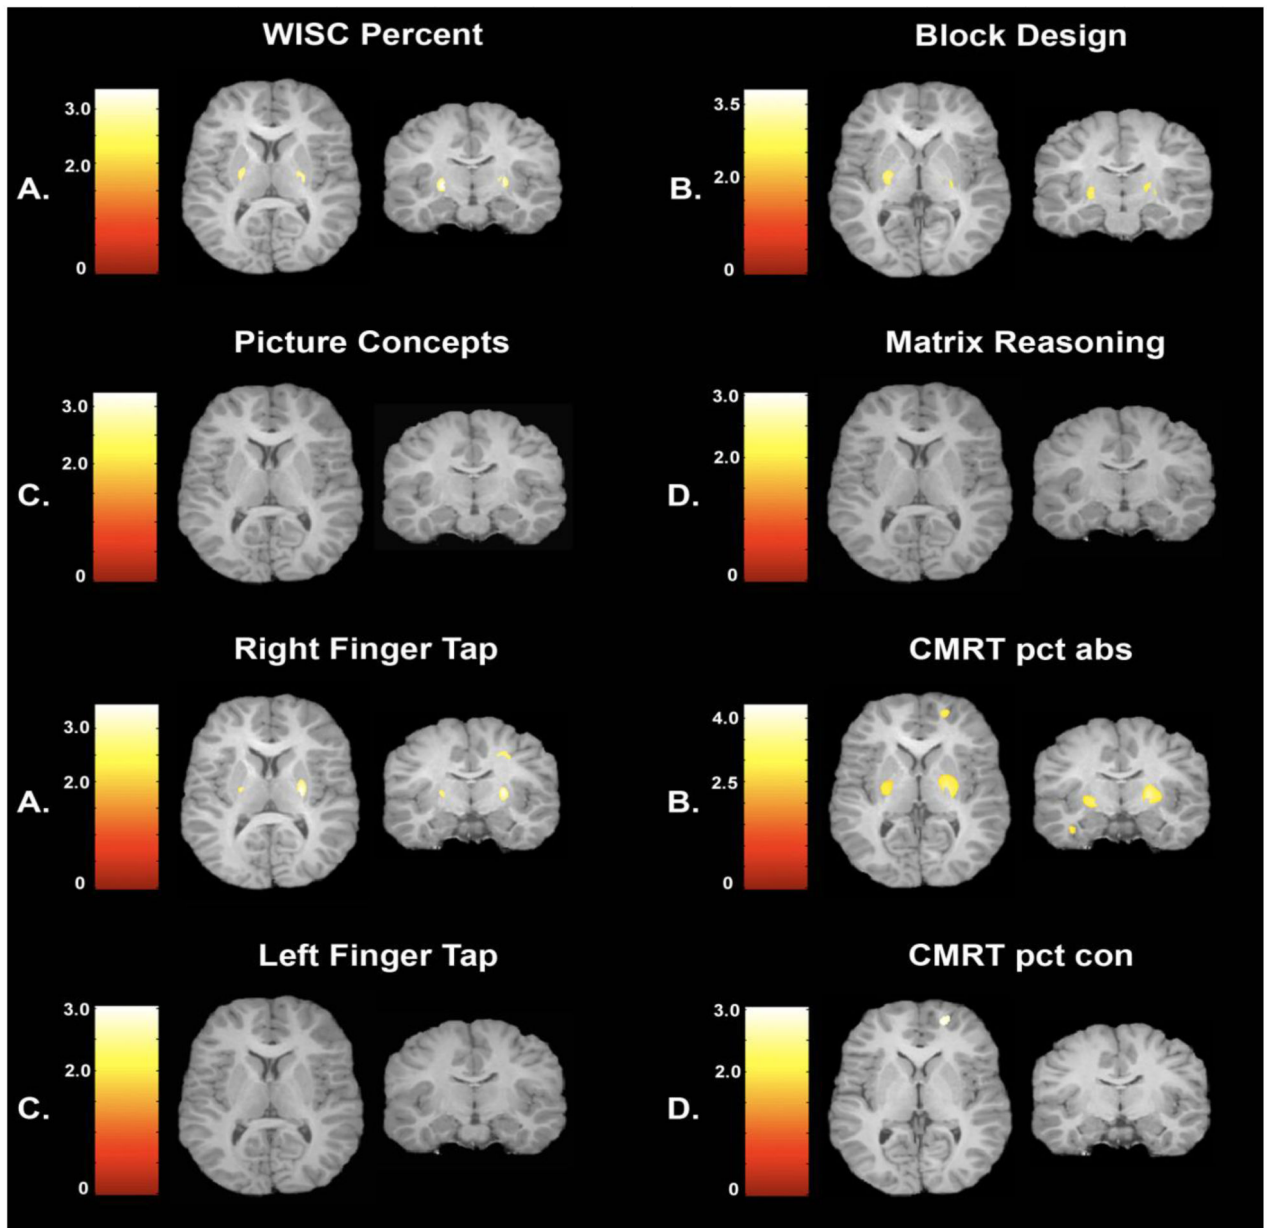 WISC Percent
Block Design
3.0
2.0
0
A.
3.5
2.0
0
B.
Picture Concepts
Matrix Reasoning
3.0
2.0
0
C.
3.0
2.0
0
D.
Right Finger Tap
CMRT pct abs
3.0
2.0
0
A.
4.0
2.5
0
B.
Left Finger Tap
CMRT pct con
3.0
2.0
0
C.
3.0
2.0
0
D.